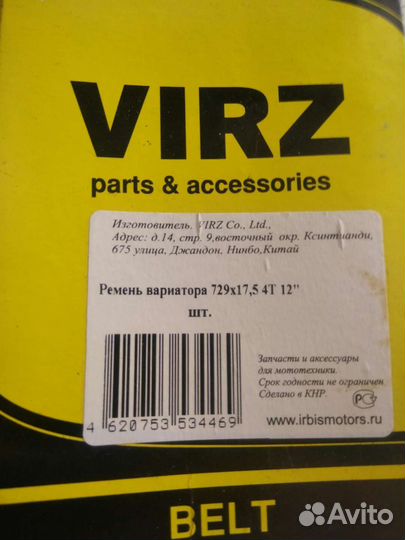 VIRZ
parts & accessories
Изготовитель. VIRZ Co., Ltd.,
Адрес: д.14, стр. 9,восточный окр. Ксинтианди,
675 улица, Джандон, Нинбо,Китай
Ремень вариатора 729x17,5 4Т 12"
шт.
Запчасти и аксессуары
для мототехники.
Срок годности не ограничен
Сделано в КНР.
РС
www.irbismotors.ru
4 620753 534469
BELT
Avito